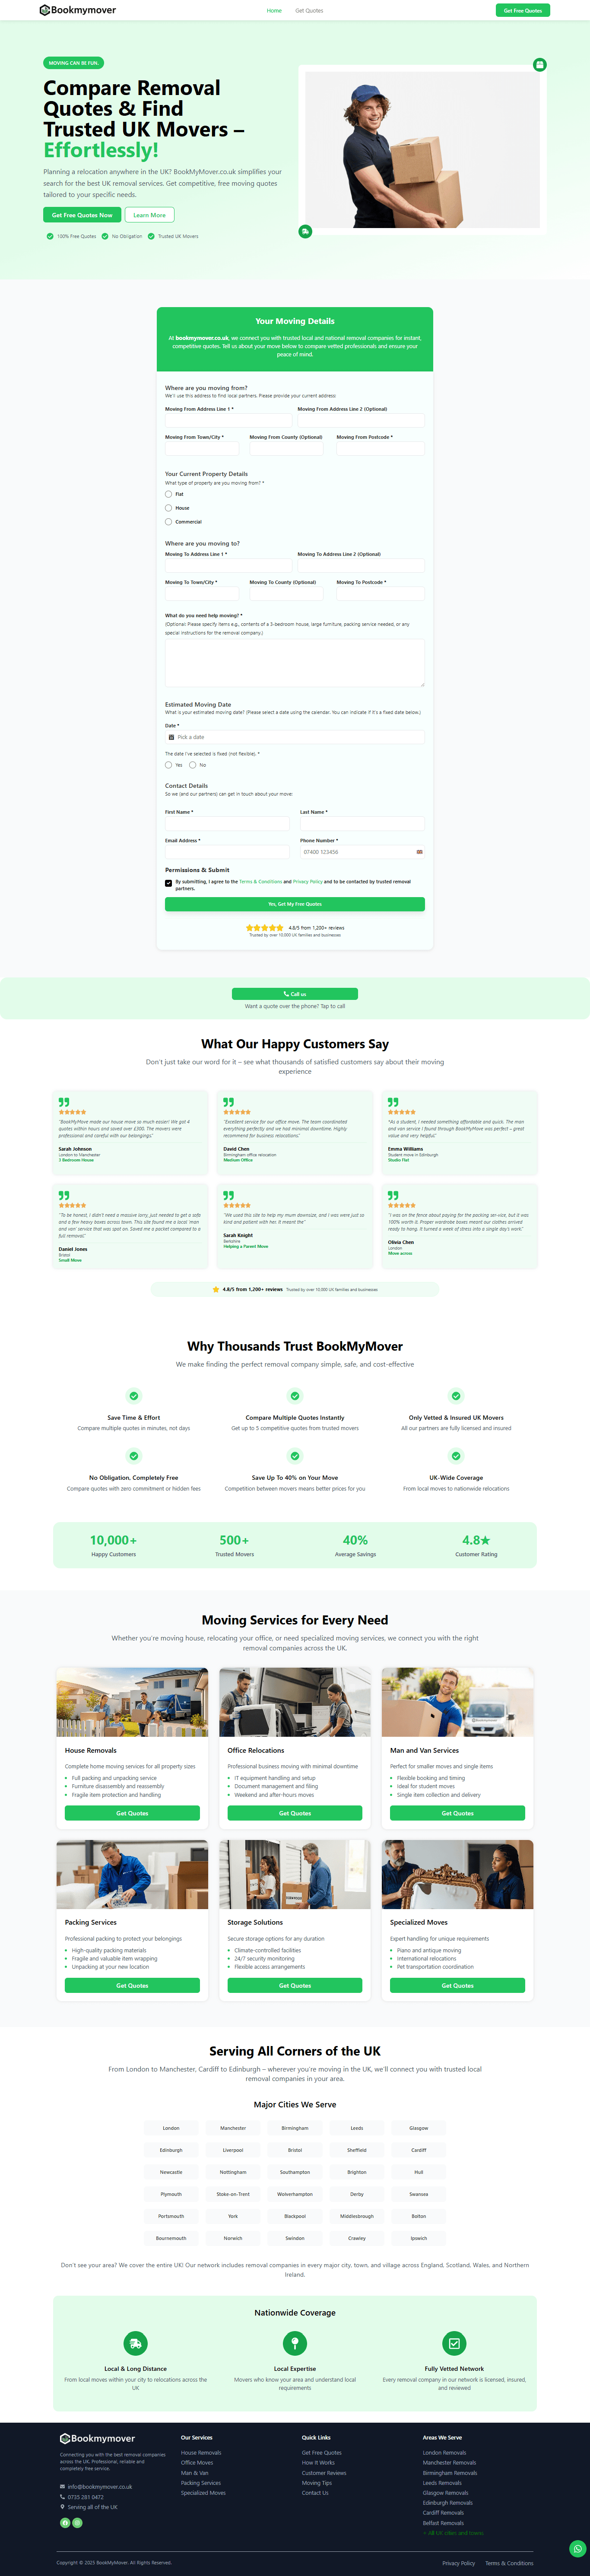 Bookmymover
Home
Get Quotes
Get Free Quotes
MOVING CAN BE FUN.
Compare Removal
Quotes & Find
Trusted UK Movers –
Effortlessly!
Planning a relocation anywhere in the UK? BookMyMover.co.uk simplifies your
search for the best UK removal services. Get competitive, free moving quotes
tailored to your specific needs.
Get Free Quotes Now
Learn More
100% Free Quotes
No Obligation
Trusted UK Movers
Your Moving Details
At bookmymover.co.uk, we connect you with trusted local and national removal companies for instant,
competitive quotes. Tell us about your move below to compare vetted professionals and ensure your
peace of mind.
Where are you moving from?
We'll use this address to find local partners. Please provide your current address:
Moving From Address Line 1 *
Moving From Address Line 2 (Optional)
Moving From Town/City *
Moving From County (Optional)
Moving From Postcode *
Your Current Property Details
What type of property are you moving from? *
Flat
House
Commercial
Where are you moving to?
Moving To Address Line 1 *
Moving To Address Line 2 (Optional)
Moving To Town/City *
Moving To County (Optional)
Moving To Postcode *
What do you need help moving? *
(Optional: Please specify items e.g., contents of a 3-bedroom house, large furniture, packing service needed, or any
special instructions for the removal company.)
Estimated Moving Date
What is your estimated moving date? (Please select a date using the calendar. You can indicate if it's a fixed date below.)
Date *
Pick a date
The date I've selected is fixed (not flexible). *
Yes
No
Contact Details
So we (and our partners) can get in touch about your move:
First Name *
Last Name *
Email Address *
Phone Number *
07400 123456
Permissions & Submit
By submitting, I agree to the Terms & Conditions and Privacy Policy and to be contacted by trusted removal
partners.
Yes, Get My Free Quotes
4.8/5 from 1,200+ reviews
Trusted by over 10,000 UK families and businesses
Call us
Want a quote over the phone? Tap to call
What Our Happy Customers Say
Don't just take our word for it – see what thousands of satisfied customers say about their moving
experience
"BookMyMove made our house move so much easier! We got 4
quotes within hours and saved over £300. The movers were
professional and careful with our belongings."
Sarah Johnson
London to Manchester
3 Bedroom House
"Excellent service for our office move. The team coordinated
everything perfectly and we had minimal downtime. Highly
recommend for business relocations."
David Chen
Birmingham office relocation
Medium Office
"As a student, I needed something affordable and quick. The man
and van service I found through BookMyMove was perfect – great
value and very helpful."
Emma Williams
Student move in Edinburgh
Studio Flat
"To be honest, I didn't need a massive lorry, just needed to get a sofa
and a few heavy boxes across town. This site found me a local 'man
and van' service that was spot on. Saved me a packet compared to a
full removal."
Daniel Jones
Bristol
Small Move
"We used this site to help my mum downsize, and I was were just so
kind and patient with her. It meant the"
Sarah Knight
Berkshire
Helping a Parent Move
"I was on the fence about paying for the packing service, but it was
100% worth it. Proper wardrobe boxes meant our clothes arrived
ready to hang. It turned a week of stress into a single day's work."
Olivia Chen
London
Move across
4.8/5 from 1,200+ reviews
Trusted by over 10,000 UK families and businesses
Why Thousands Trust BookMyMover
We make finding the perfect removal company simple, safe, and cost-effective
Save Time & Effort
Compare multiple quotes in minutes, not days
Compare Multiple Quotes Instantly
Get up to 5 competitive quotes from trusted movers
Only Vetted & Insured UK Movers
All our partners are fully licensed and insured
No Obligation, Completely Free
Compare quotes with zero commitment or hidden fees
Save Up To 40% on Your Move
Competition between movers means better prices for you
UK-Wide Coverage
From local moves to nationwide relocations
10,000+
Happy Customers
500+
Trusted Movers
40%
Average Savings
4.8★
Customer Rating
Moving Services for Every Need
Whether you're moving house, relocating your office, or need specialized moving services, we connect you with the right
removal companies across the UK.
House Removals
Complete home moving services for all property sizes
Full packing and unpacking service
Furniture disassembly and reassembly
Fragile item protection and handling
Get Quotes
Office Relocations
Professional business moving with minimal downtime
IT equipment handling and setup
Document management and filing
Weekend and after-hours moves
Get Quotes
Man and Van Services
Perfect for smaller moves and single items
Flexible booking and timing
Ideal for student moves
Single item collection and delivery
Get Quotes
Packing Services
Professional packing to protect your belongings
High-quality packing materials
Fragile and valuable item wrapping
Unpacking at your new location
Get Quotes
Storage Solutions
Secure storage options for any duration
Climate-controlled facilities
24/7 security monitoring
Flexible access arrangements
Get Quotes
Specialized Moves
Expert handling for unique requirements
Piano and antique moving
International relocations
Pet transportation coordination
Get Quotes
Serving All Corners of the UK
From London to Manchester, Cardiff to Edinburgh – wherever you're moving in the UK, we'll connect you with trusted local
removal companies in your area.
Major Cities We Serve
London
Manchester
Birmingham
Leeds
Glasgow
Edinburgh
Liverpool
Bristol
Sheffield
Cardiff
Newcastle
Nottingham
Southampton
Brighton
Hull
Plymouth
Stoke-on-Trent
Wolverhampton
Derby
Swansea
Portsmouth
York
Blackpool
Middlesbrough
Bolton
Bournemouth
Norwich
Swindon
Crawley
Ipswich
Don't see your area? We cover the entire UK! Our network includes removal companies in every major city, town, and village across England, Scotland, Wales, and Northern
Ireland.
Nationwide Coverage
Local & Long Distance
From local moves within your city to relocations across the
UK
Local Expertise
Movers who know your area and understand local
requirements
Fully Vetted Network
Every removal company in our network is licensed, insured,
and reviewed
Bookmymover
Connecting you with the best removal companies
across the UK. Professional, reliable and
completely free service.
info@bookmymover.co.uk
0735 281 0472
Serving all of the UK
Our Services
House Removals
Office Moves
Man & Van
Packing Services
Specialized Moves
Quick Links
Get Free Quotes
How It Works
Customer Reviews
Moving Tips
Contact Us
Areas We Serve
London Removals
Manchester Removals
Birmingham Removals
Leeds Removals
Glasgow Removals
Edinburgh Removals
Cardiff Removals
Belfast Removals
+ All UK cities and towns
Copyright © 2025 BookMyMover. All Rights Reserved.
Privacy Policy
Terms & Conditions